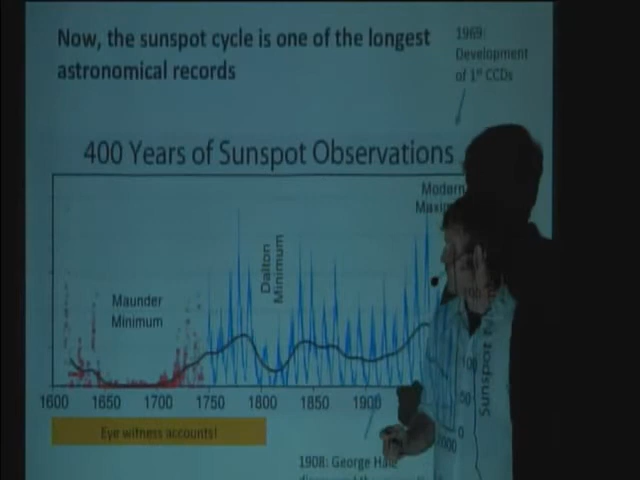 Now, the sunspot cycle is one of the longest
astronomical records
1969:
Development
of 1st CCDs
400 Years of Sunspot Observations
Modern
Maunder
Minimum
Dalton
Minimum
1600 1650 1700 1750 1800 1850 1900
Eye witness accounts!
1908: George Hale